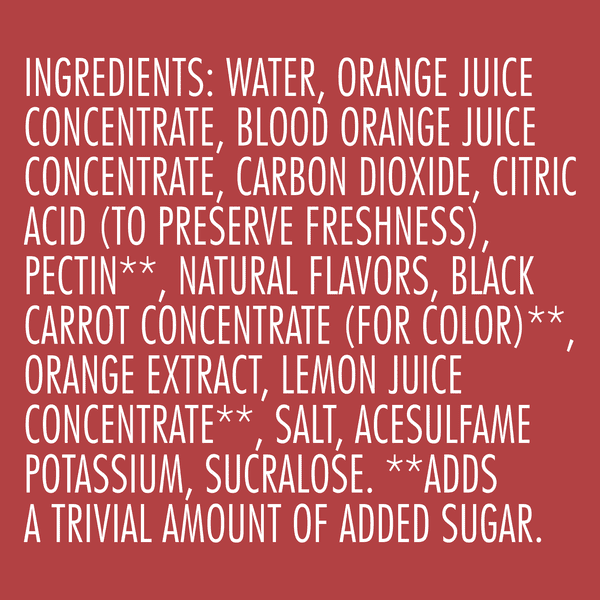 INGREDIENTS: WATER, ORANGE JUICE
CONCENTRATE, BLOOD ORANGE JUICE
CONCENTRATE, CARBON DIOXIDE, CITRIC
ACID (TO PRESERVE FRESHNESS),
PECTIN**, NATURAL FLAVORS, BLACK
CARROT CONCENTRATE (FOR COLOR)**,
ORANGE EXTRACT, LEMON JUICE
CONCENTRATE**, SALT, ACESULFAME
POTASSIUM, SUCRALOSE. **ADDS
A TRIVIAL AMOUNT OF ADDED SUGAR.